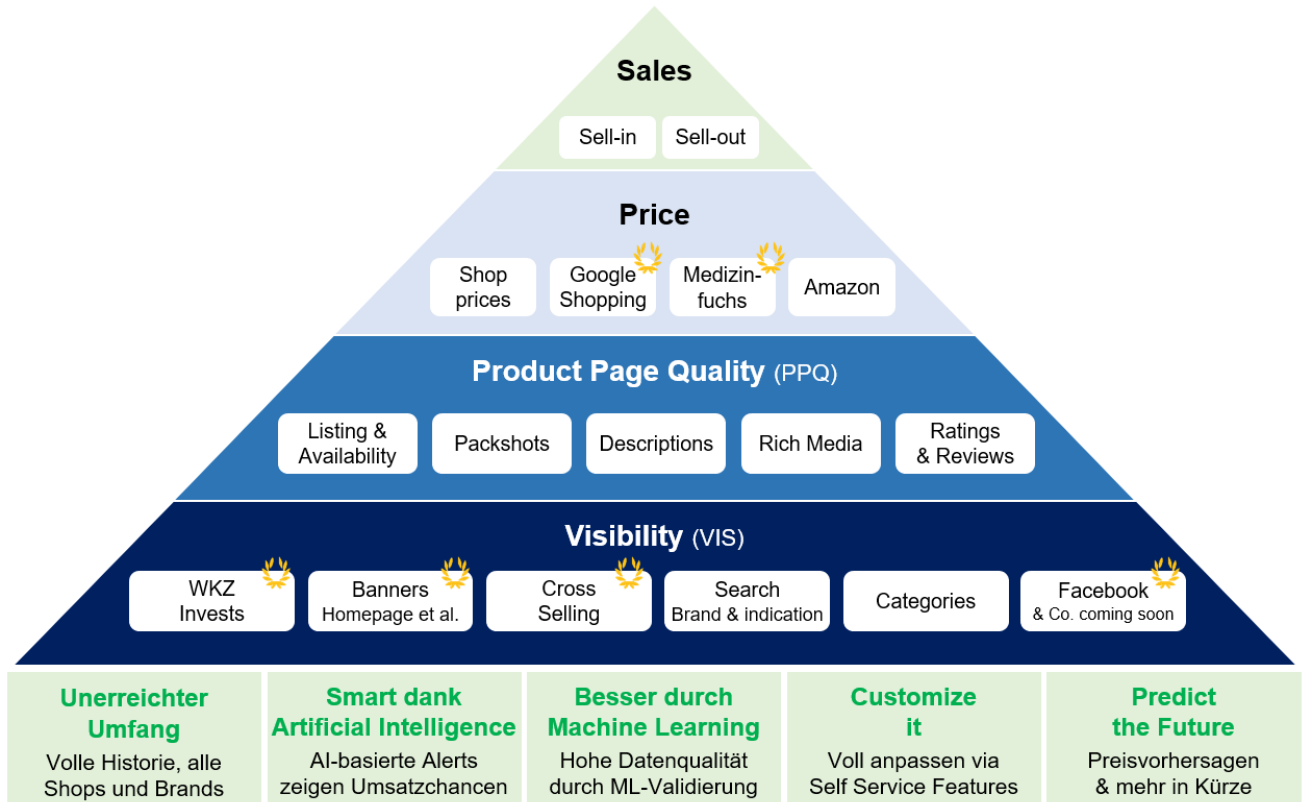 Sales
Sell-in
Sell-out
Price
Shop
prices
Google
Shopping
Medizin-
fuchs
Amazon
Product Page Quality (PPQ)
Listing &
Availability
Packshots
Descriptions
Rich Media
Ratings
& Reviews
Visibility (VIS)
WKZ
Invests
Banners
Homepage et al.
Cross
Selling
Search
Brand & indication
Categories
Facebook
& Co. coming soon
Unerreichter
Umfang
Volle Historie, alle
Shops und Brands
Smart dank
Artificial Intelligence
AI-basierte Alerts
zeigen Umsatzchancen
Besser durch
Machine Learning
Hohe Datenqualität
durch ML-Validierung
Customize
it
Voll anpassen via
Self Service Features
Predict
the Future
Preisvorhersagen
& mehr in Kürze